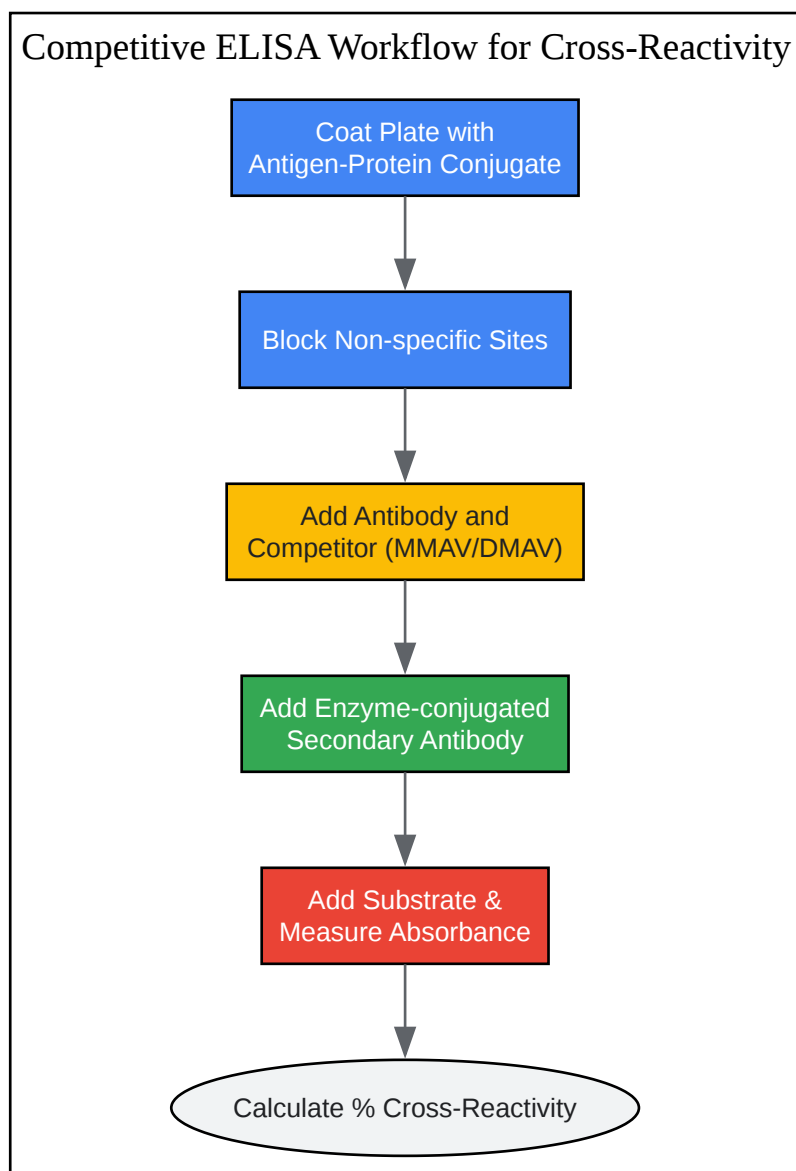 Competitive ELISA Workflow for Cross-Reactivity
Coat Plate with
Antigen-Protein Conjugate
Block Non-specific Sites
Add Antibody and
Competitor (MMAV/DMAV)
Add Enzyme-conjugated
Secondary Antibody
Add Substrate &
Measure Absorbance
Calculate % Cross-Reactivity